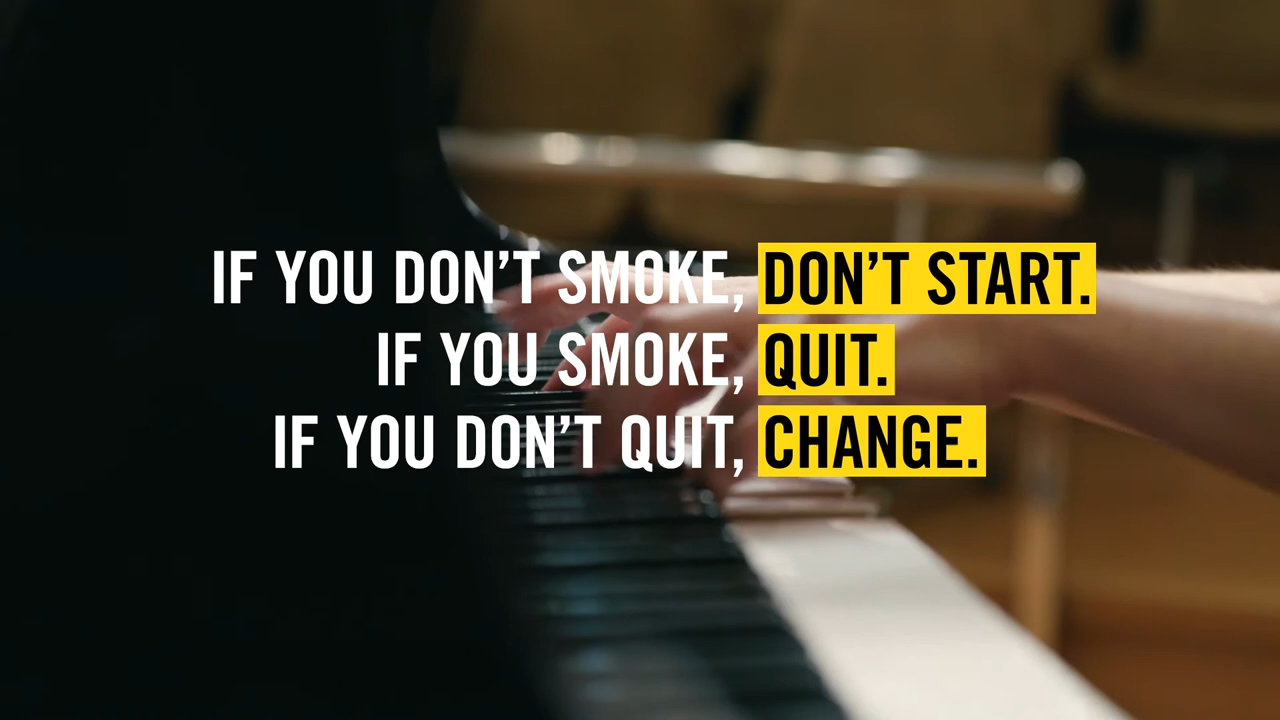 IF YOU DON’T SMOKE, DON’T START.
IF YOU SMOKE, QUIT.
IF YOU DON’T QUIT, CHANGE.